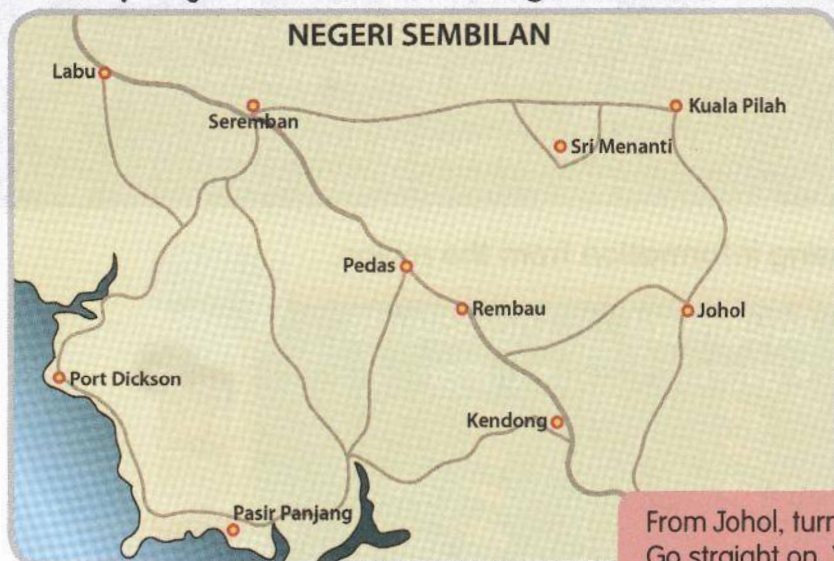 NEGERI SEMBILAN
Labu
Seremban
Kuala Pilah
Sri Menanti
Pedas
Rembau
Johol
Port Dickson
Kendong
Pasir Panjang
From Johol, turn
Go straight on.